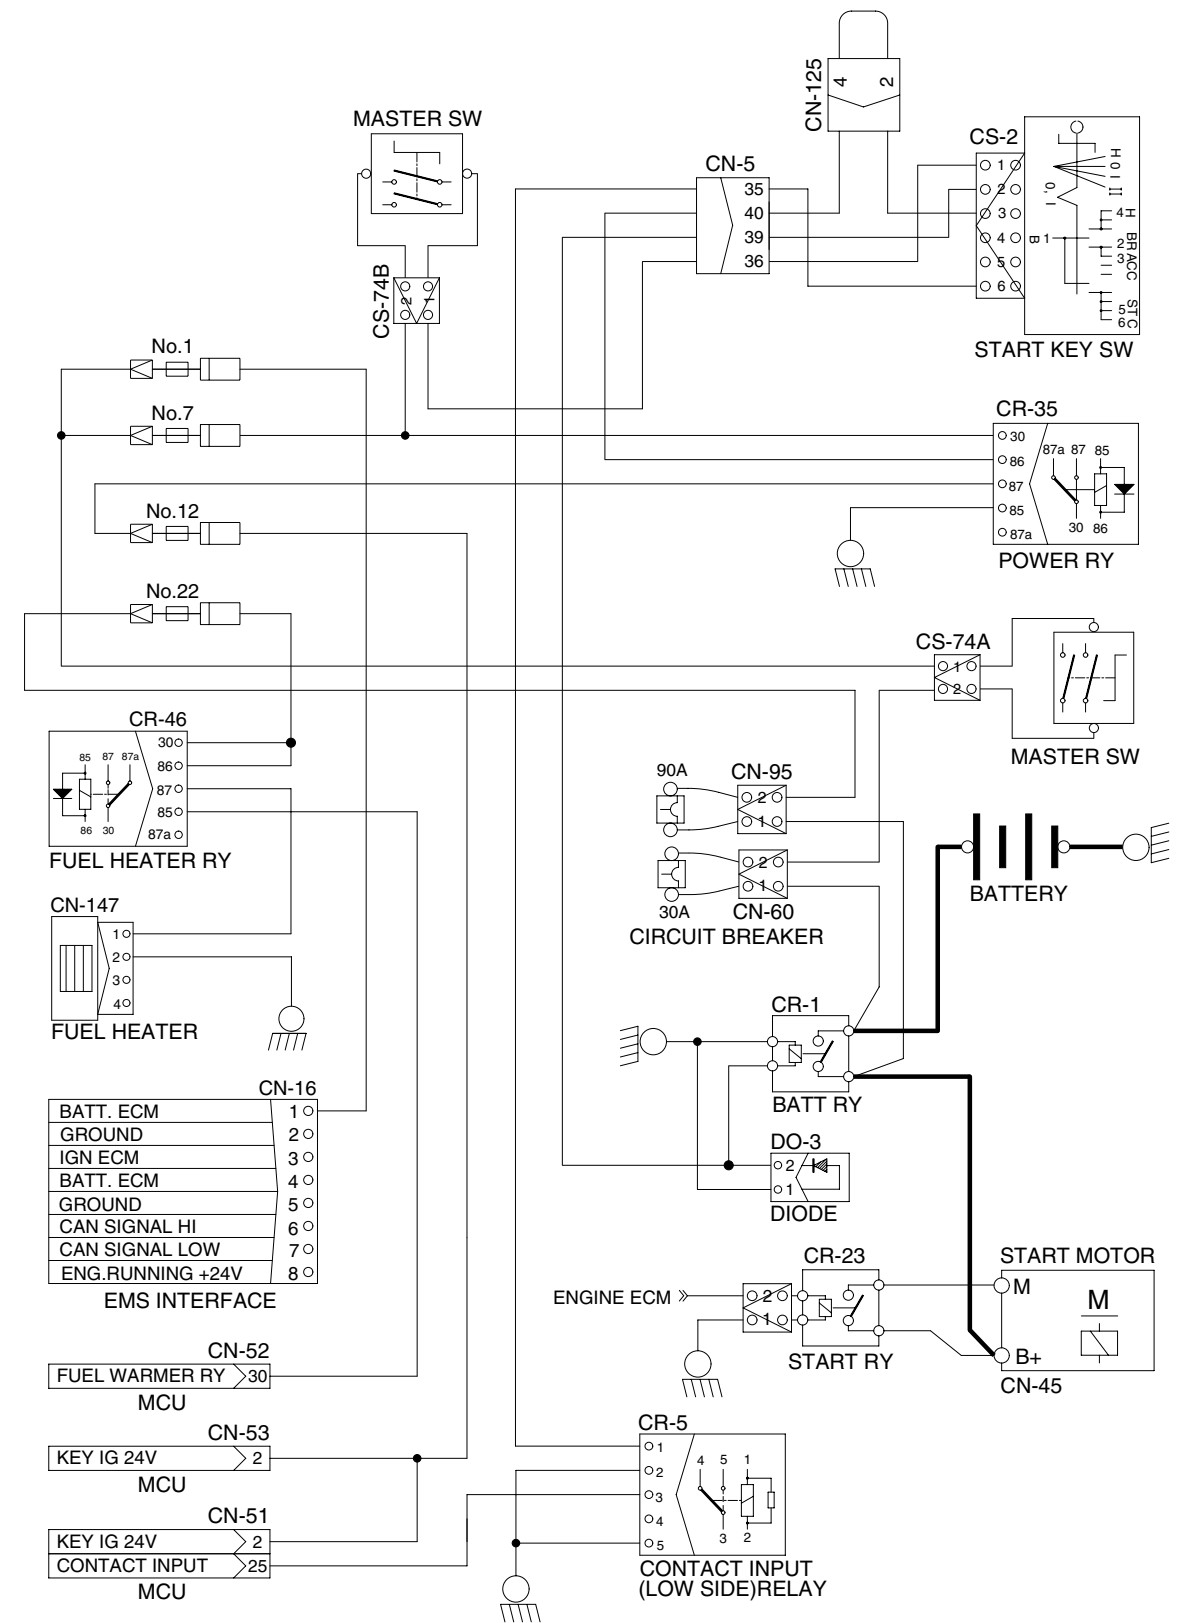 CN-125
4 2
MASTER SW
CS-2
CN-5
H 0 I II
0, I
1
2
3
4
5
6
B 1
4 H
BR
2
3 ACC
ST
5
6 C
START KEY SW
35
40
39
36
CS-74B
2 1
No.1
No.7
No.12
No.22
CR-35
30
86
87
85
87a
87a 87 85
30 86
POWER RY
CS-74A
1
2
MASTER SW
CR-46
30
86
87
85
87a
85 87 87a
86 30
FUEL HEATER RY
90A
CN-95
2
1
2
1
30A
CN-60
CIRCUIT BREAKER
BATTERY
CN-147
1
2
3
4
FUEL HEATER
CR-1
BATT RY
CN-16
BATT. ECM 1
GROUND 2
IGN ECM 3
BATT. ECM 4
GROUND 5
CAN SIGNAL HI 6
CAN SIGNAL LOW 7
ENG.RUNNING +24V 8
EMS INTERFACE
DO-3
2
1
DIODE
CR-23
ENGINE ECM
2
1
START RY
START MOTOR
M
M
B+
CN-45
CN-52
FUEL WARMER RY 30
MCU
CN-53
KEY IG 24V 2
MCU
CN-51
KEY IG 24V 2
CONTACT INPUT 25
MCU
CR-5
1
2
3
4
5
4 5 1
3 2
CONTACT INPUT
(LOW SIDE)RELAY